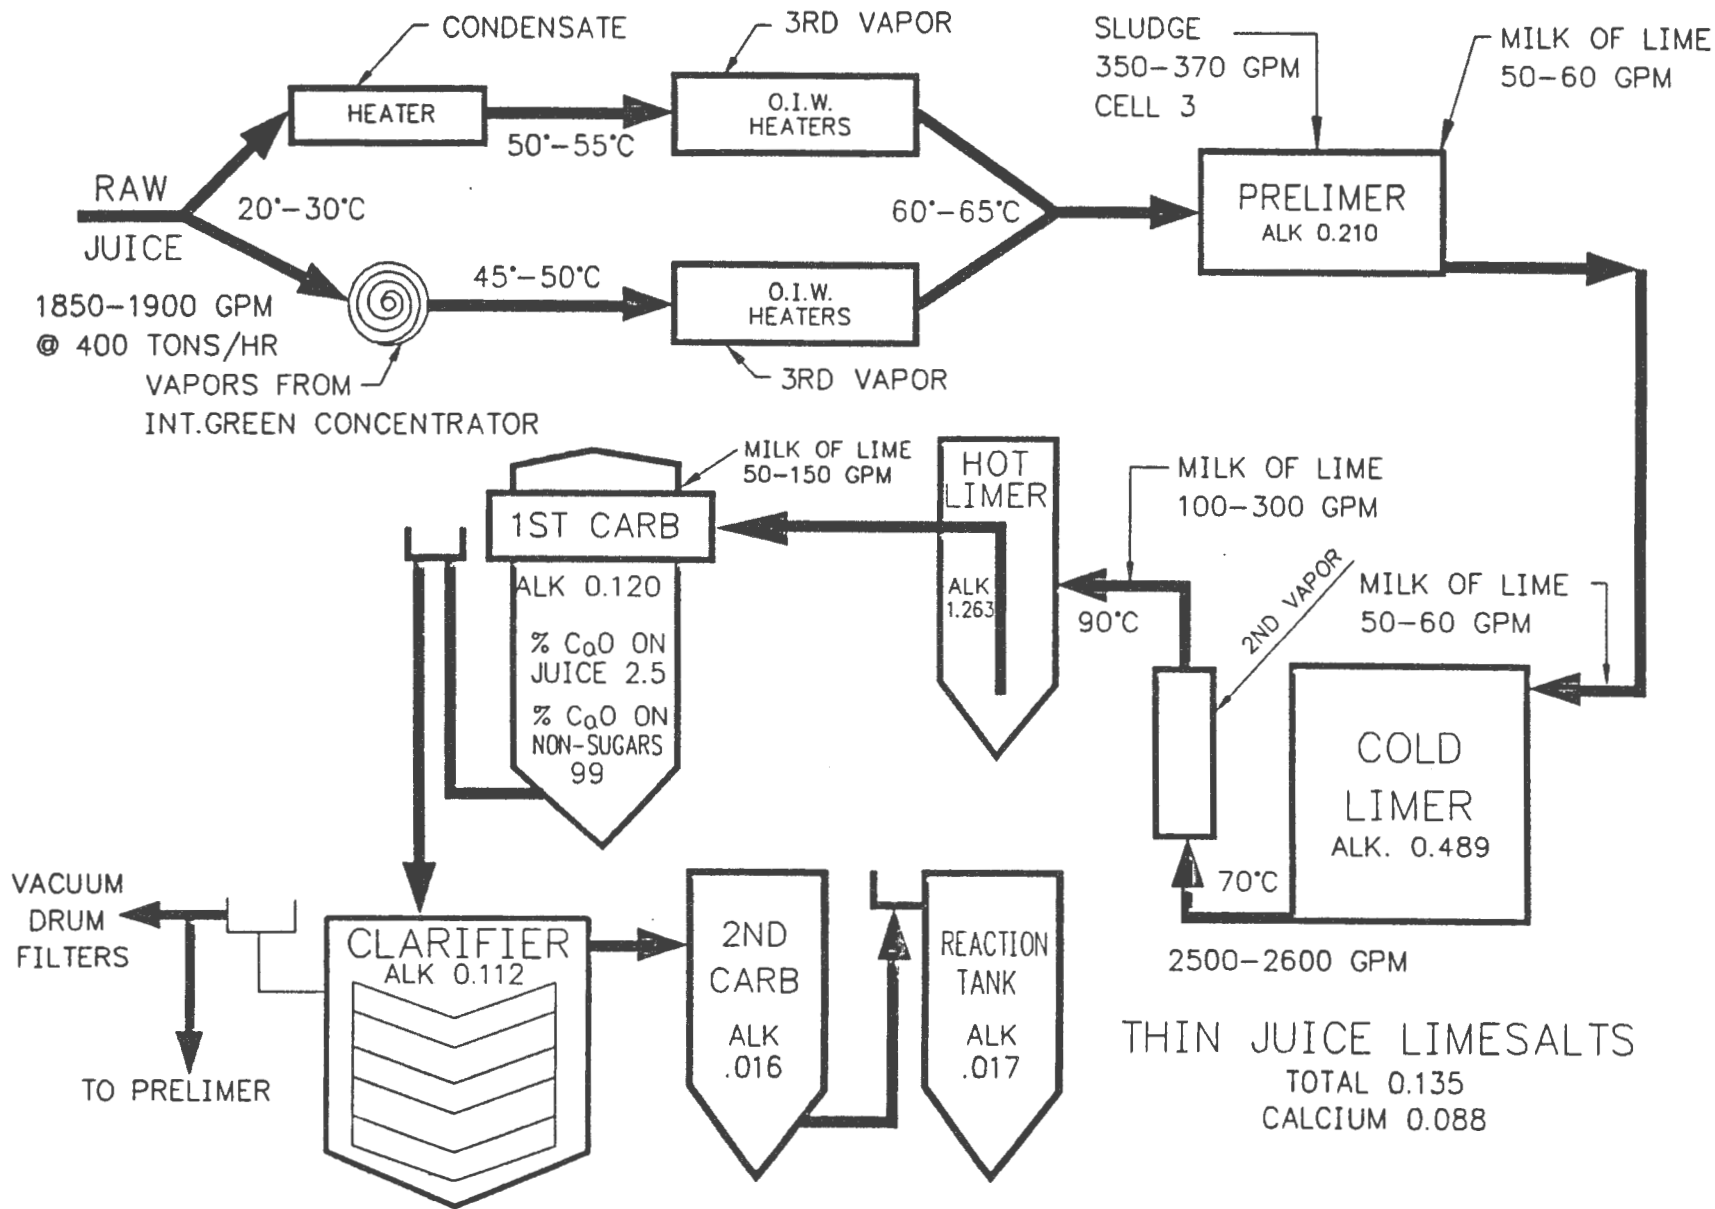 CONDENSATE
3RD VAPOR
SLUDGE
350-370 GPM
CELL 3
MILK OF LIME
50-60 GPM
HEATER
O.I.W.
HEATERS
50°-55°C
RAW
JUICE
20°-30°C
60°-65°C
PRELIMER
ALK 0.210
1850-1900 GPM
@ 400 TONS/HR
45°-50°C
O.I.W.
HEATERS
VAPORS FROM
INT.GREEN CONCENTRATOR
3RD VAPOR
MILK OF LIME
50-150 GPM
HOT
LIMER
MILK OF LIME
100-300 GPM
1ST CARB
ALK 0.120
% CaO ON
JUICE 2.5
% CaO ON
NON-SUGARS
99
ALK
1.263
90°C
2ND VAPOR
MILK OF LIME
50-60 GPM
COLD
LIMER
ALK. 0.489
70°C
2500-2600 GPM
VACUUM
DRUM
FILTERS
CLARIFIER
ALK 0.112
2ND
CARB
ALK
.016
REACTION
TANK
ALK
.017
TO PRELIMER
THIN JUICE LIMESALTS
TOTAL 0.135
CALCIUM 0.088